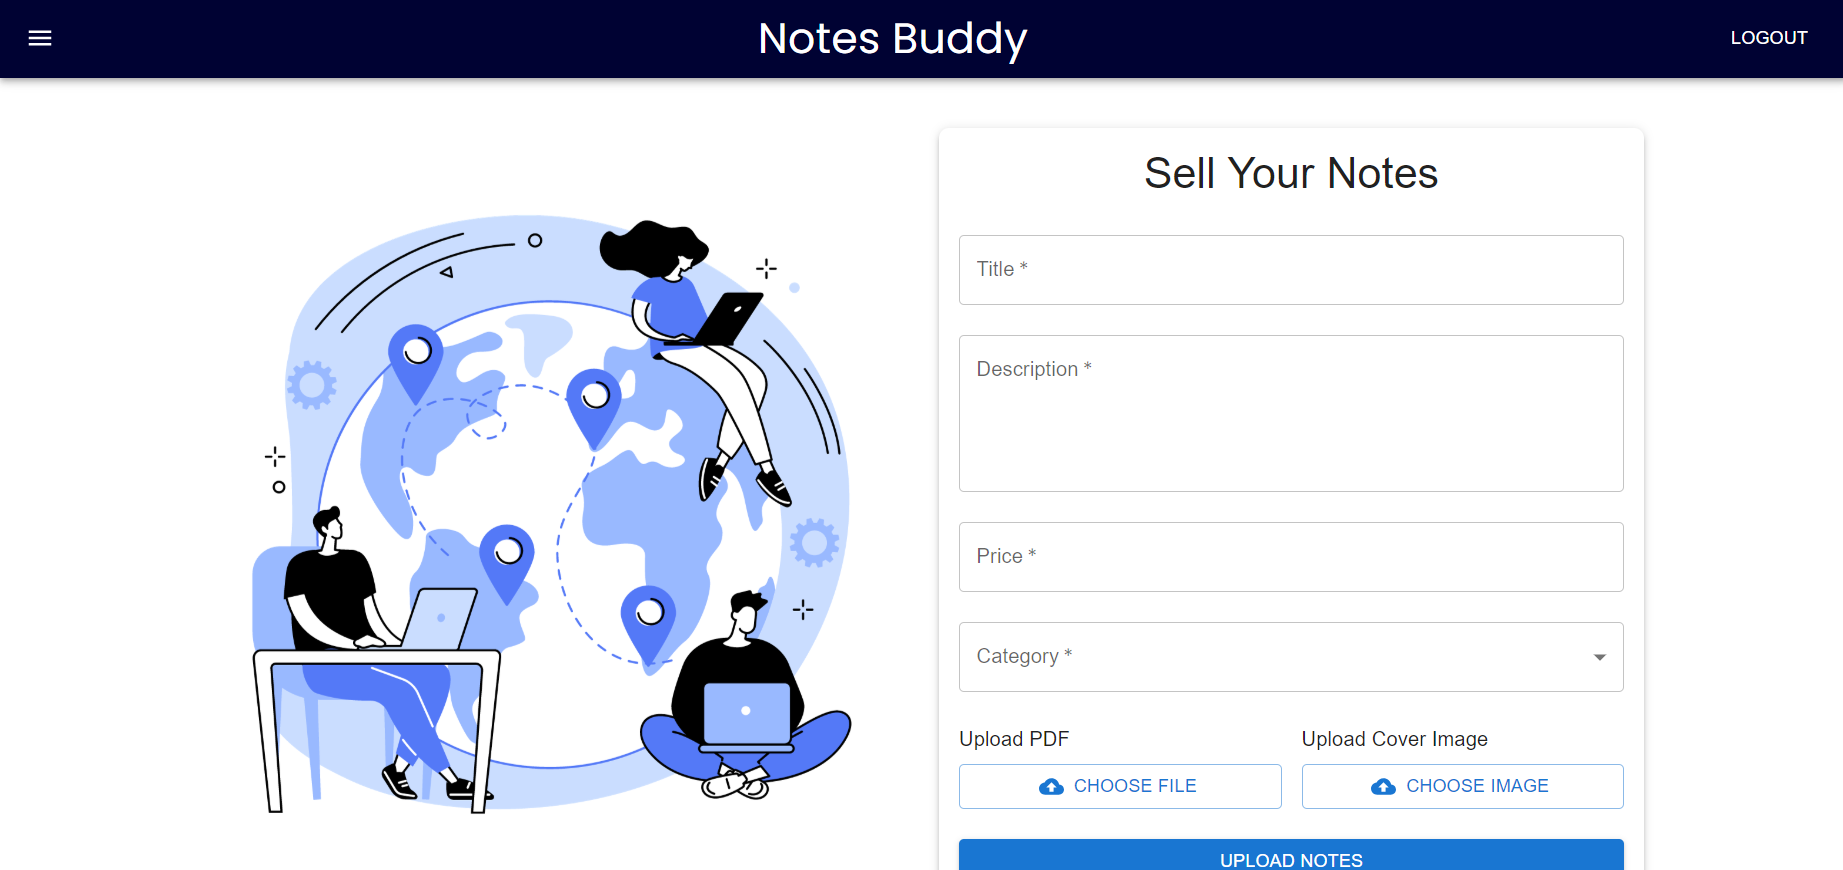 Notes Buddy
LOGOUT
Sell Your Notes
Title *
Description *
Price *
Category *
Upload PDF
Upload Cover Image
CHOOSE FILE
CHOOSE IMAGE
UPLOAD NOTES